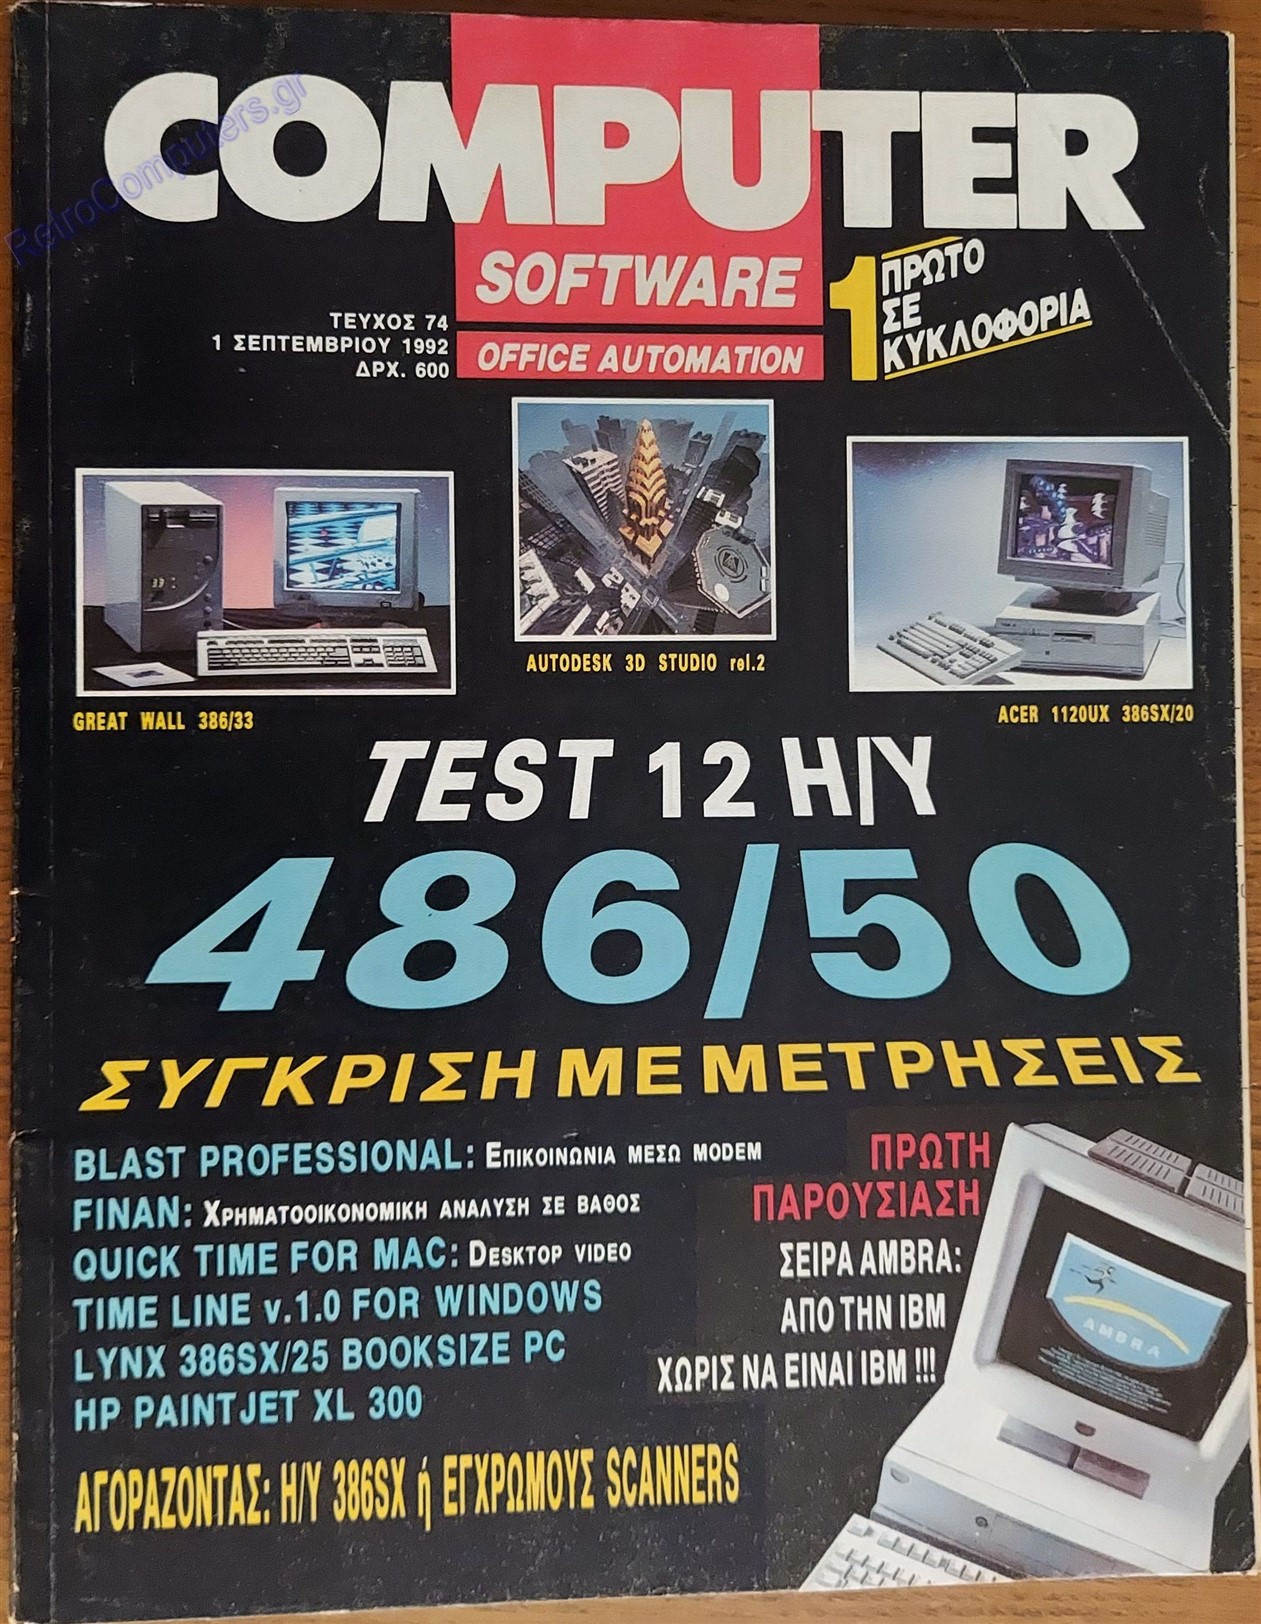 RetroComputers.gr
COMPUTER
SOFTWARE
OFFICE AUTOMATION
ΤΕΥΧΟΣ 74
1 ΣΕΠΤΕΜΒΡΙΟΥ 1992
ΔΡΧ. 600
1 ΠΡΩΤΟ
ΣΕ
ΚΥΚΛΟΦΟΡΙΑ
33
AUTODESK 3D STUDIO rel.2
GREAT WALL 386/33
ACER 1120UX 386SX/20
TEST 12 Η/Υ
486/50
ΣΥΓΚΡΙΣΗ ΜΕ ΜΕΤΡΗΣΕΙΣ
BLAST PROFESSIONAL: ΕΠΙΚΟΙΝΩΝΙΑ ΜΕΣΩ MODEM
FINAN: ΧΡΗΜΑΤΟΟΙΚΟΝΟΜΙΚΗ ΑΝΑΛΥΣΗ ΣΕ ΒΑΘΟΣ
QUICK TIME FOR MAC: DESKTOP VIDEO
TIME LINE v.1.0 FOR WINDOWS
LYNX 386SX/25 BOOKSIZE PC
HP PAINTJET XL 300
ΑΓΟΡΑΖΟΝΤΑΣ: Η/Υ 386SX ή ΕΓΧΡΩΜΟΥΣ SCANNERS
ΠΡΩΤΗ
ΠΑΡΟΥΣΙΑΣΗ
ΣΕΙΡΑ AMBRA:
ΑΠΟ ΤΗΝ IBM
ΧΩΡΙΣ ΝΑ ΕΙΝΑΙ IBM !!!
AMBRA